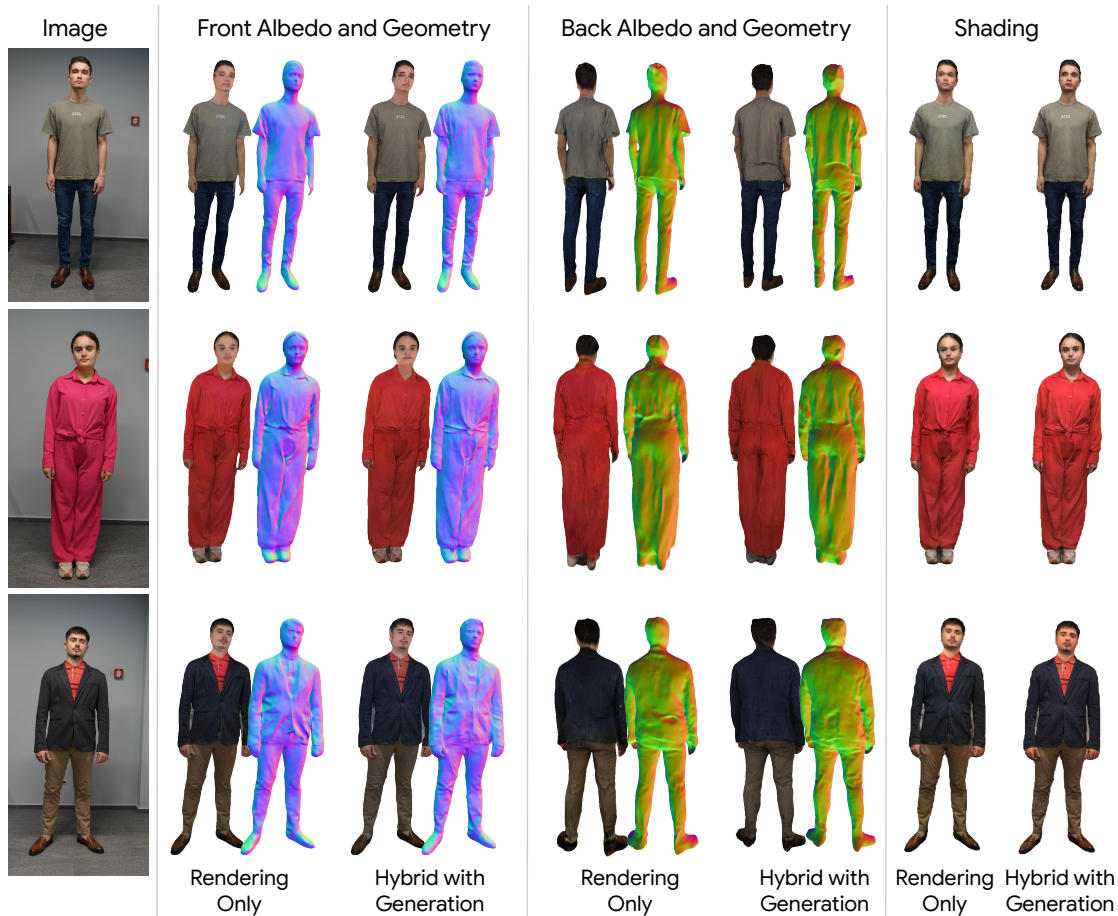 Image
Front Albedo and Geometry
Back Albedo and Geometry
Shading
Rendering
Only
Hybrid with
Generation
Rendering
Only
Hybrid with
Generation
Rendering
Only
Hybrid with
Generation